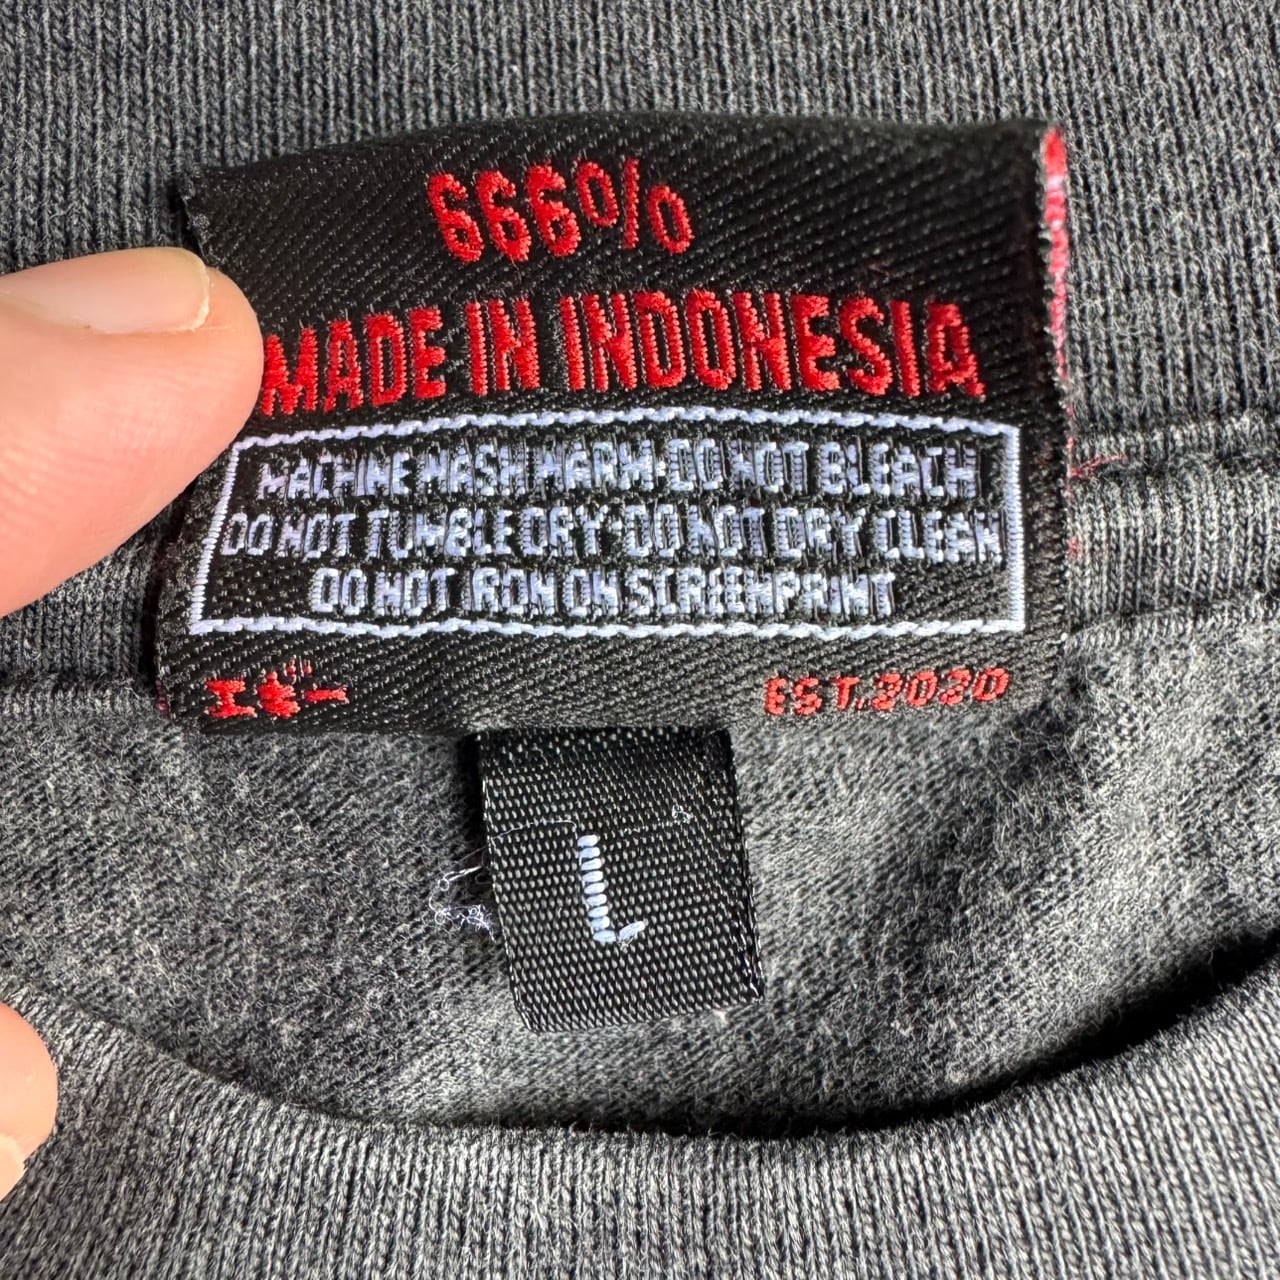 666%
MADE IN INDONESIA
MACHINE WASH WARM-DO NOT BLEACH
DO NOT TUMBLE DRY-DO NOT DRY CLEAN
DO NOT IRON ON SCREENPRINT
EST.2020
L